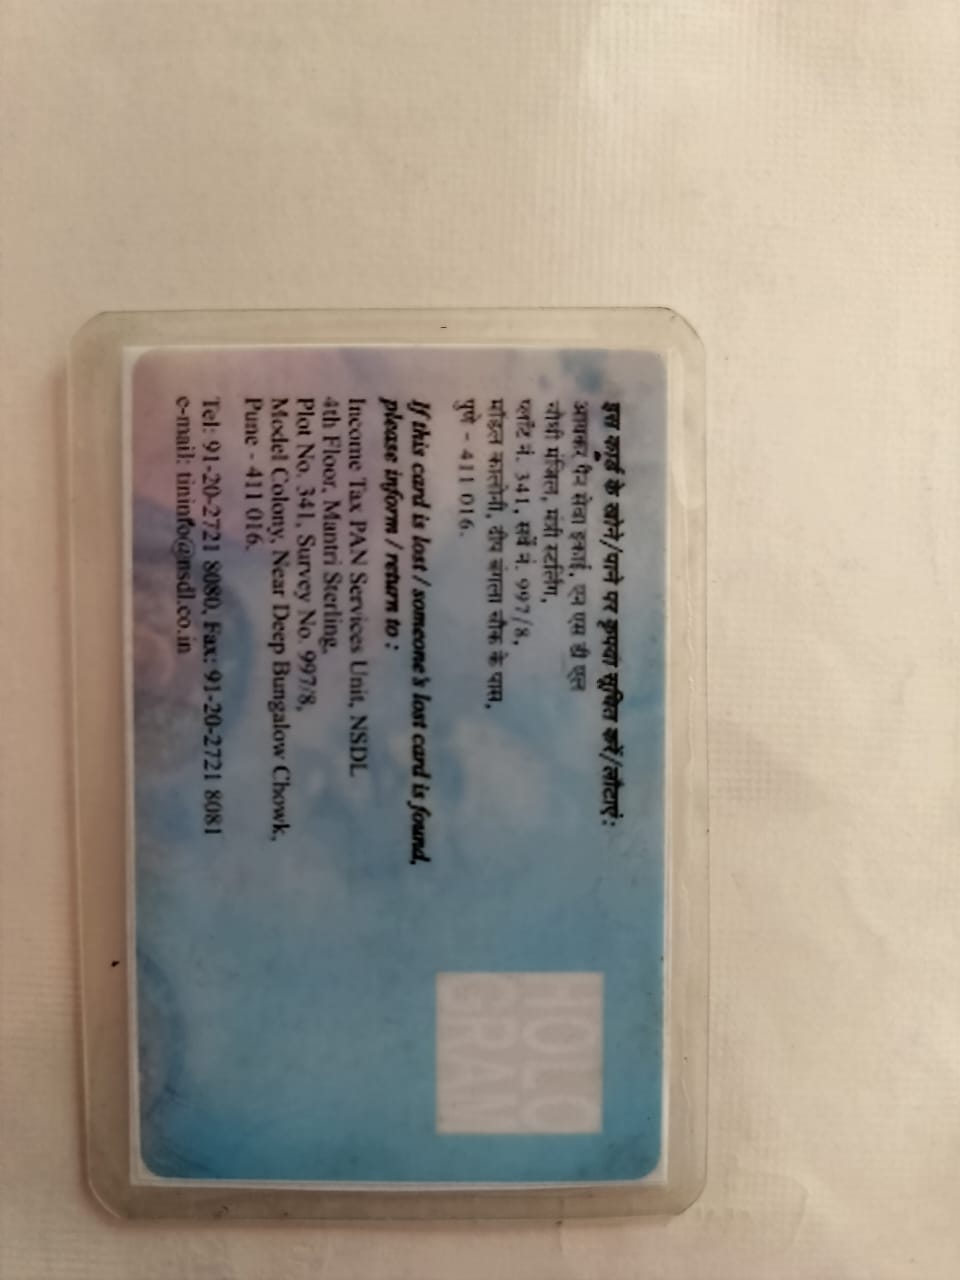 इस कार्ड के खोने/पाने पर कृपया सूचित करें/लौटाएं:
आयकर पैन सेवा इकाई, एन एस डी एल
चौथी मंजिल, मंत्री स्टर्लिंग,
प्लॉट नं. 341, सर्वे नं. 997/8,
मॉडल कालोनी, दीप बंगला चौक के पास,
पुणे - 411 016.
If this card is lost / someone's lost card is found,
please inform / return to :
Income Tax PAN Services Unit, NSDL
4th Floor, Mantri Sterling,
Plot No. 341, Survey No. 997/8,
Model Colony, Near Deep Bungalow Chowk,
Pune - 411 016.
Tel: 91-20-2721 8080, Fax: 91-20-2721 8081
e-mail: tininfo@nsdl.co.in
HOLO
GRAM